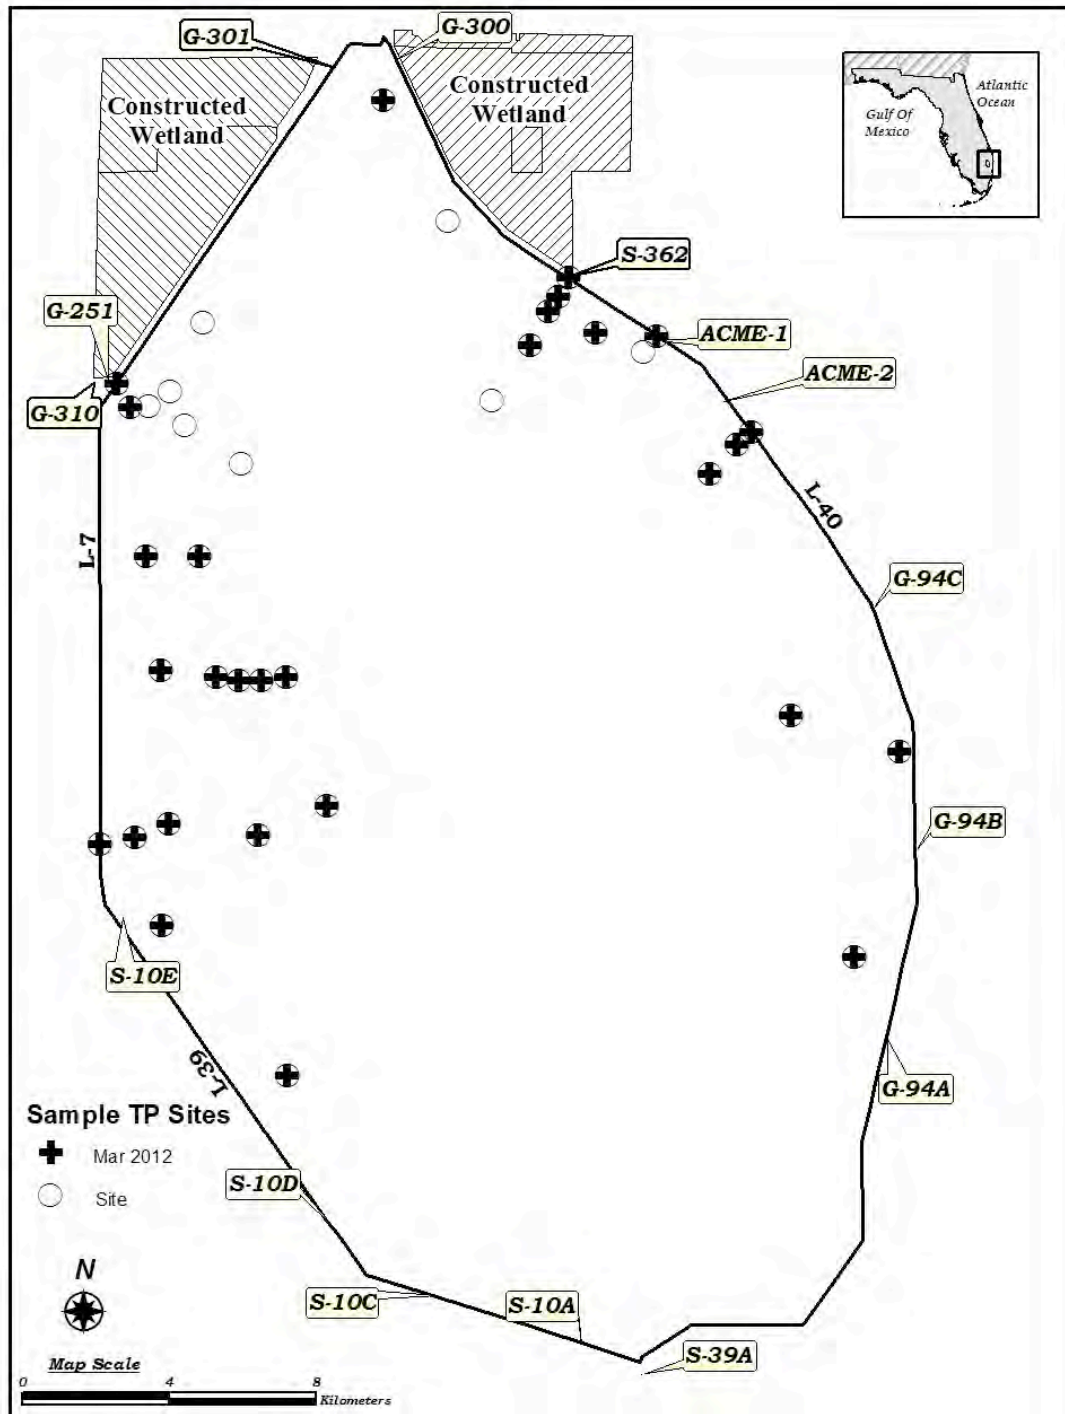 G-301
G-300
Constructed
Wetland
Constructed
Wetland
Atlantic
Ocean
Gulf Of
Mexico
S-362
G-251
ACME-1
ACME-2
G-310
L-40
L-7
G-94C
G-94B
S-10E
L-39
G-94A
Sample TP Sites
Mar 2012
Site
S-10D
N
S-10C
S-10A
S-39A
Map Scale
0 4 8
Kilometers